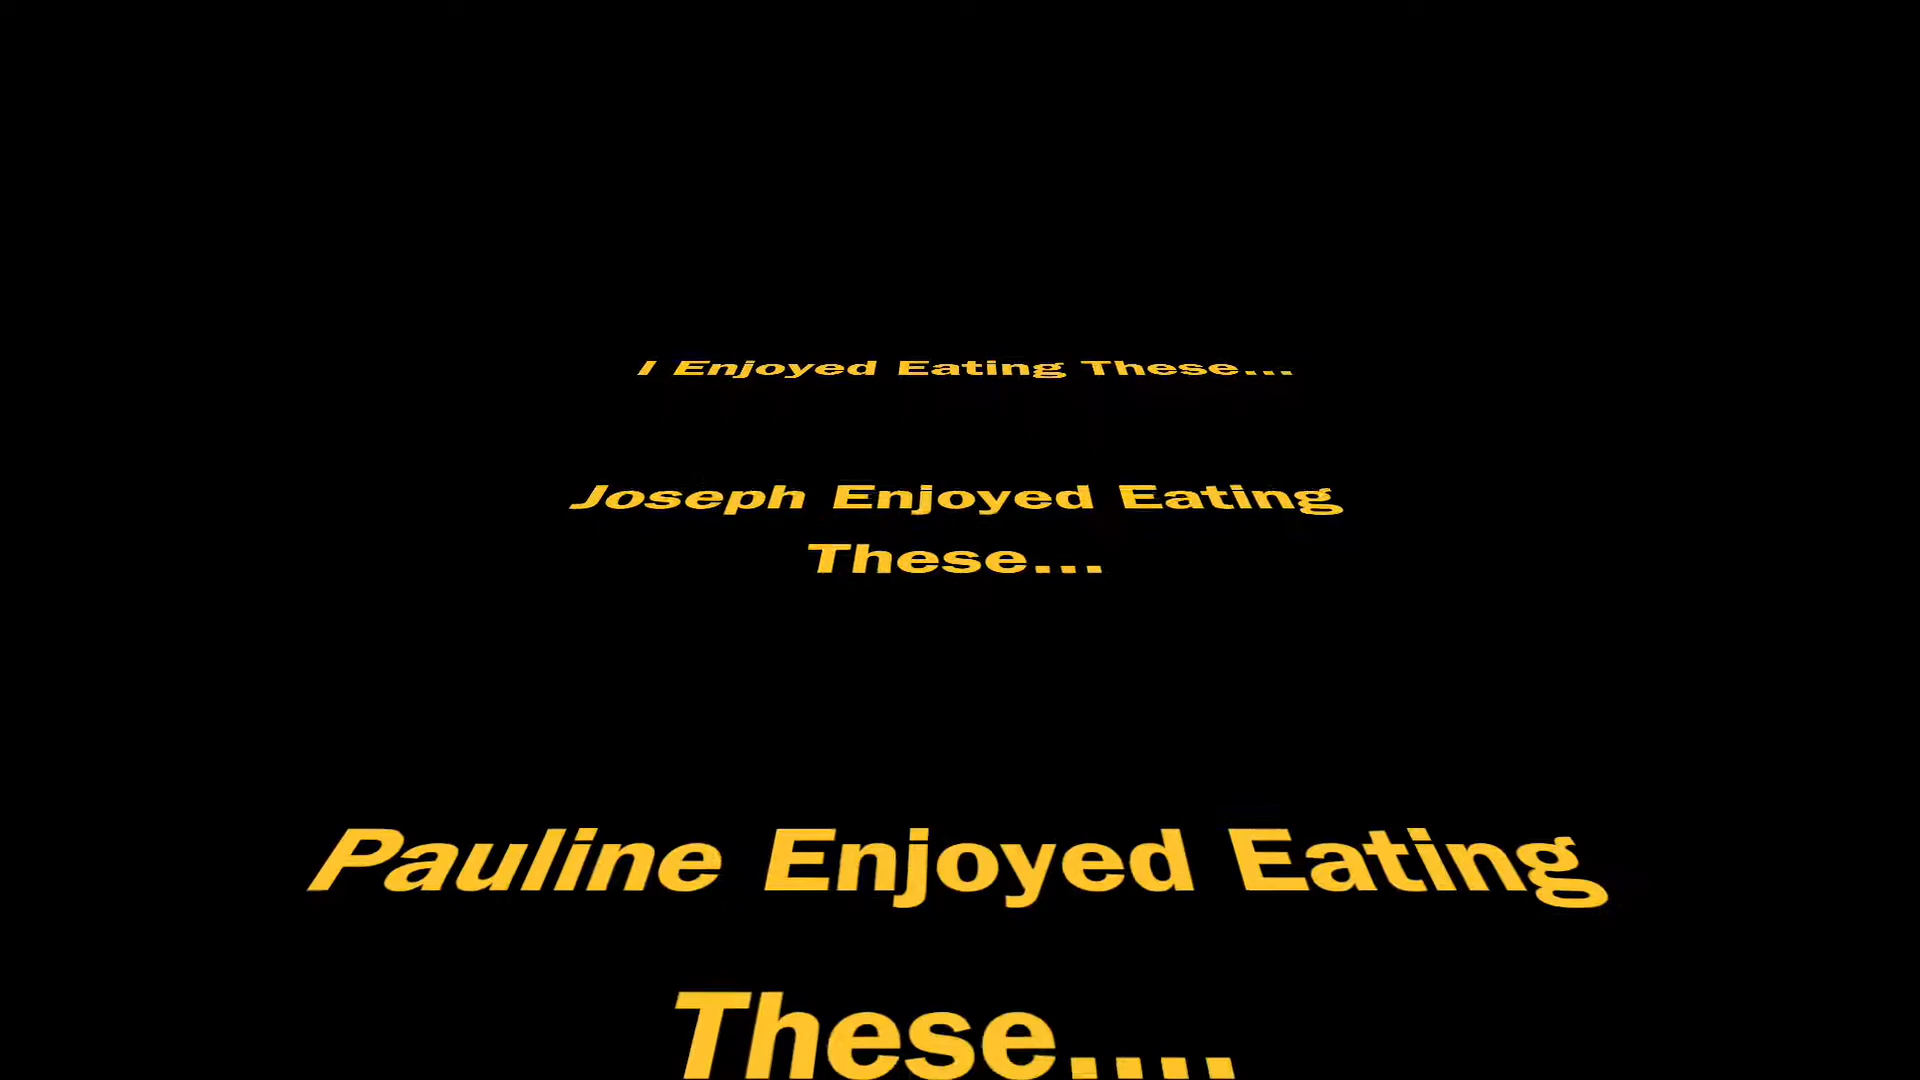 I Enjoyed Eating These...
Joseph Enjoyed Eating
These...
Pauline Enjoyed Eating
These....